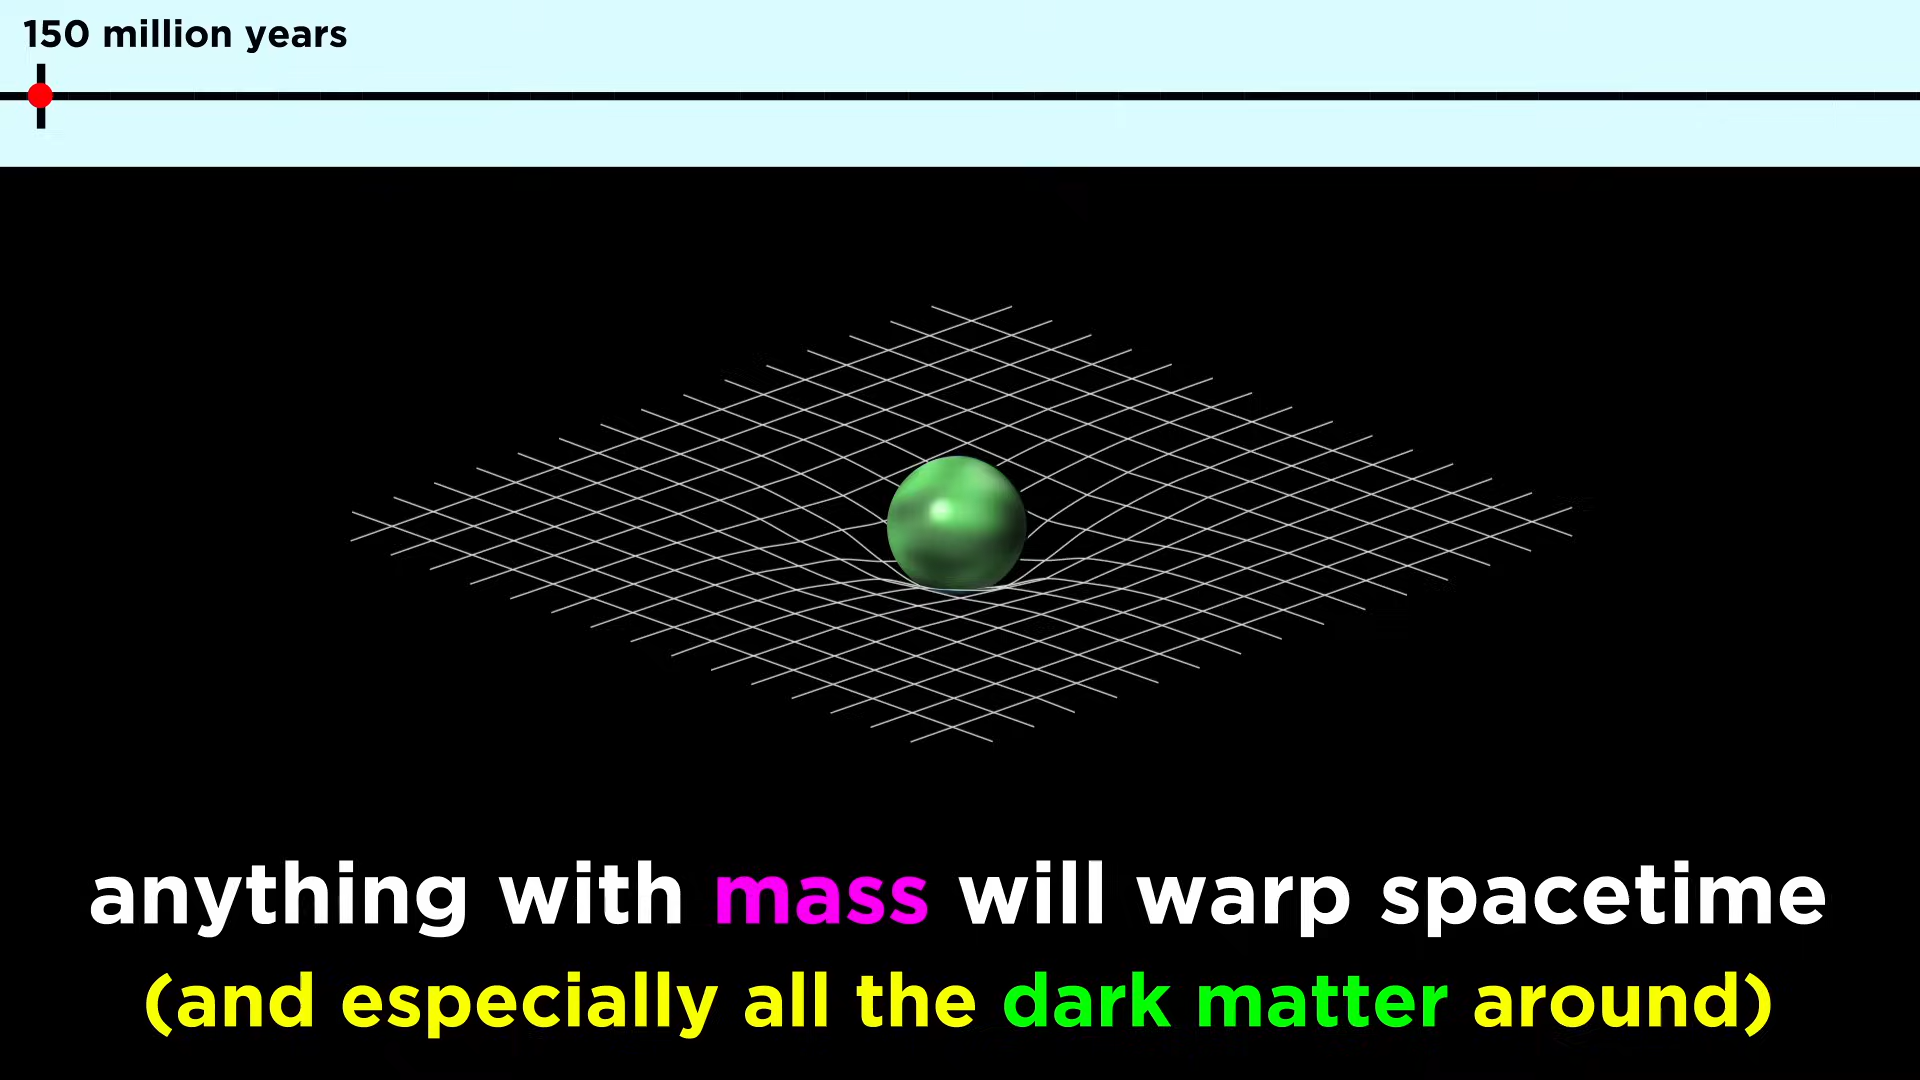 150 million years
anything with mass will warp spacetime
(and especially all the dark matter around)